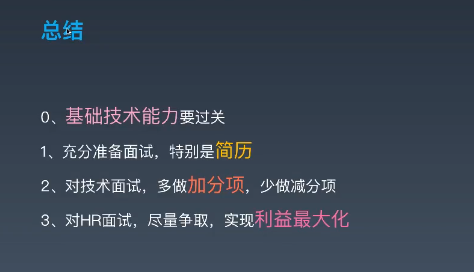 总结
0、基础技术能力要过关
1、充分准备面试，特别是简历
2、对技术面试，多做加分项，少做减分项
3、对HR面试，尽量争取，实现利益最大化